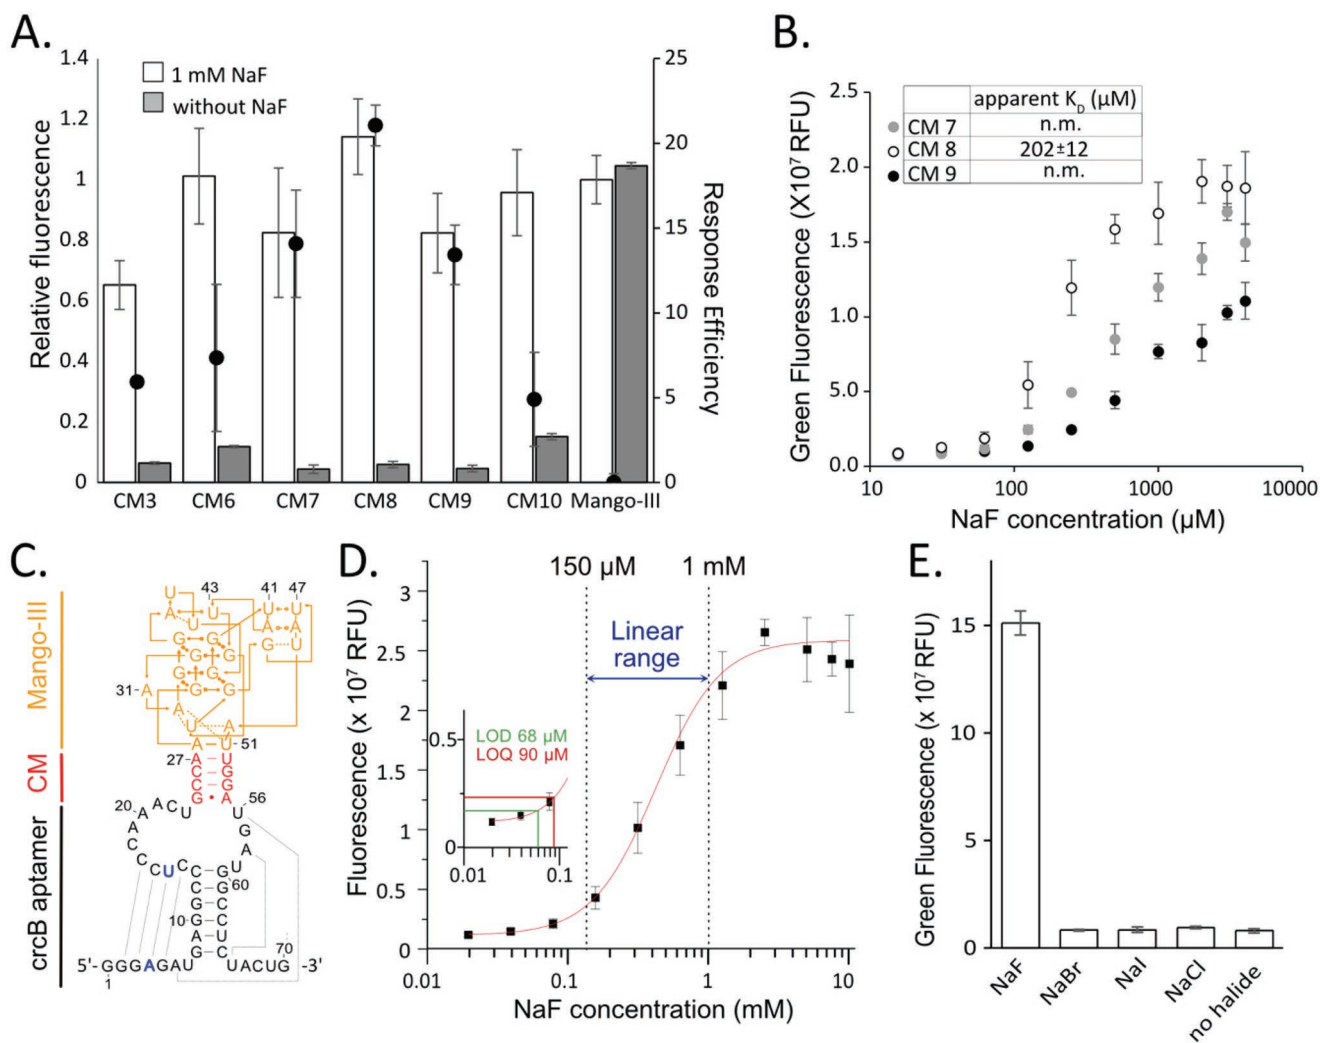 A.
1.4
1.2
1
0.8
0.6
0.4
0.2
0
Relative fluorescence
1 mM NaF
without NaF
25
20
15
10
5
0
Response Efficiency
CM3 CM6 CM7 CM8 CM9 CM10 Mango-III
B.
2.5
2.0
1.5
1.0
5.0
0.0
Green Fluorescence (X10⁷ RFU)
apparent K_D (µM)
CM 7 n.m.
CM 8 202±12
CM 9 n.m.
10 100 1000 10000
NaF concentration (µM)
C.
Mango-III
CM
crcB aptamer
U 43 41 47
A U U U
U A A
G G G U
G G
G G
31-A G G
A
U A
A U-51
27-A U
C G
C G
G A
56
20 A A C U U
A G
A A
C U
C C U C C G
G 60
G C
G C
10-G C
A U
G C
5'-GGGAGAU UACUG-3'
1 70
D.
3
2.5
2
1.5
1
0.5
0
Fluorescence (x 10⁷ RFU)
150 µM 1 mM
Linear
range
0.5
0
LOD 68 µM
LOQ 90 µM
0.01 0.1
0.01 0.1 1 10
NaF concentration (mM)
E.
15
10
5
0
Green Fluorescence (x 10⁷ RFU)
NaF NaBr NaI NaCl no halide